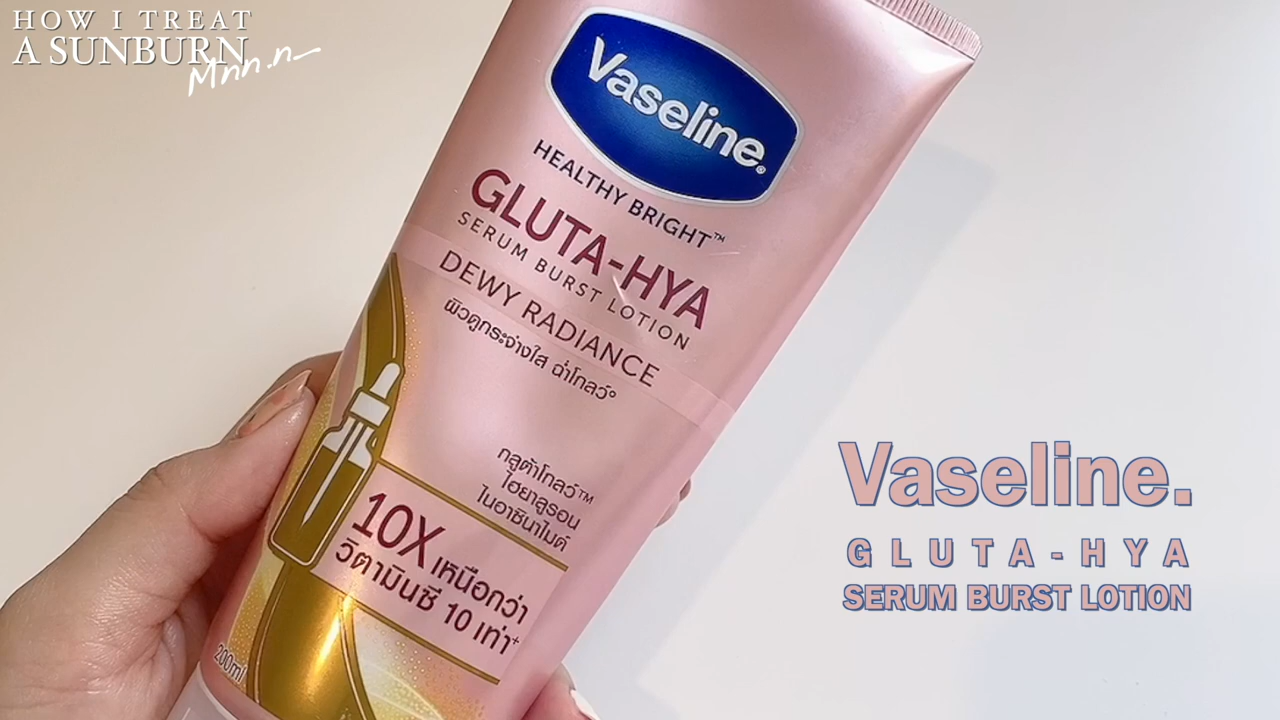 HOW I TREAT
A SUNBURN
Mnn.n
Vaseline®
HEALTHY BRIGHT™
GLUTA-HYA
SERUM BURST LOTION
DEWY RADIANCE
ผิวดูกระจ่างใส ฉ่ำโกลว์°
กลูต้าโกลว์™
ไฮยาลูรอน
ไนอาซินาไมด์
10X เหนือกว่า
วิตามินซี 10 เท่า⁺
200ml
Vaseline.
GLUTA-HYA
SERUM BURST LOTION